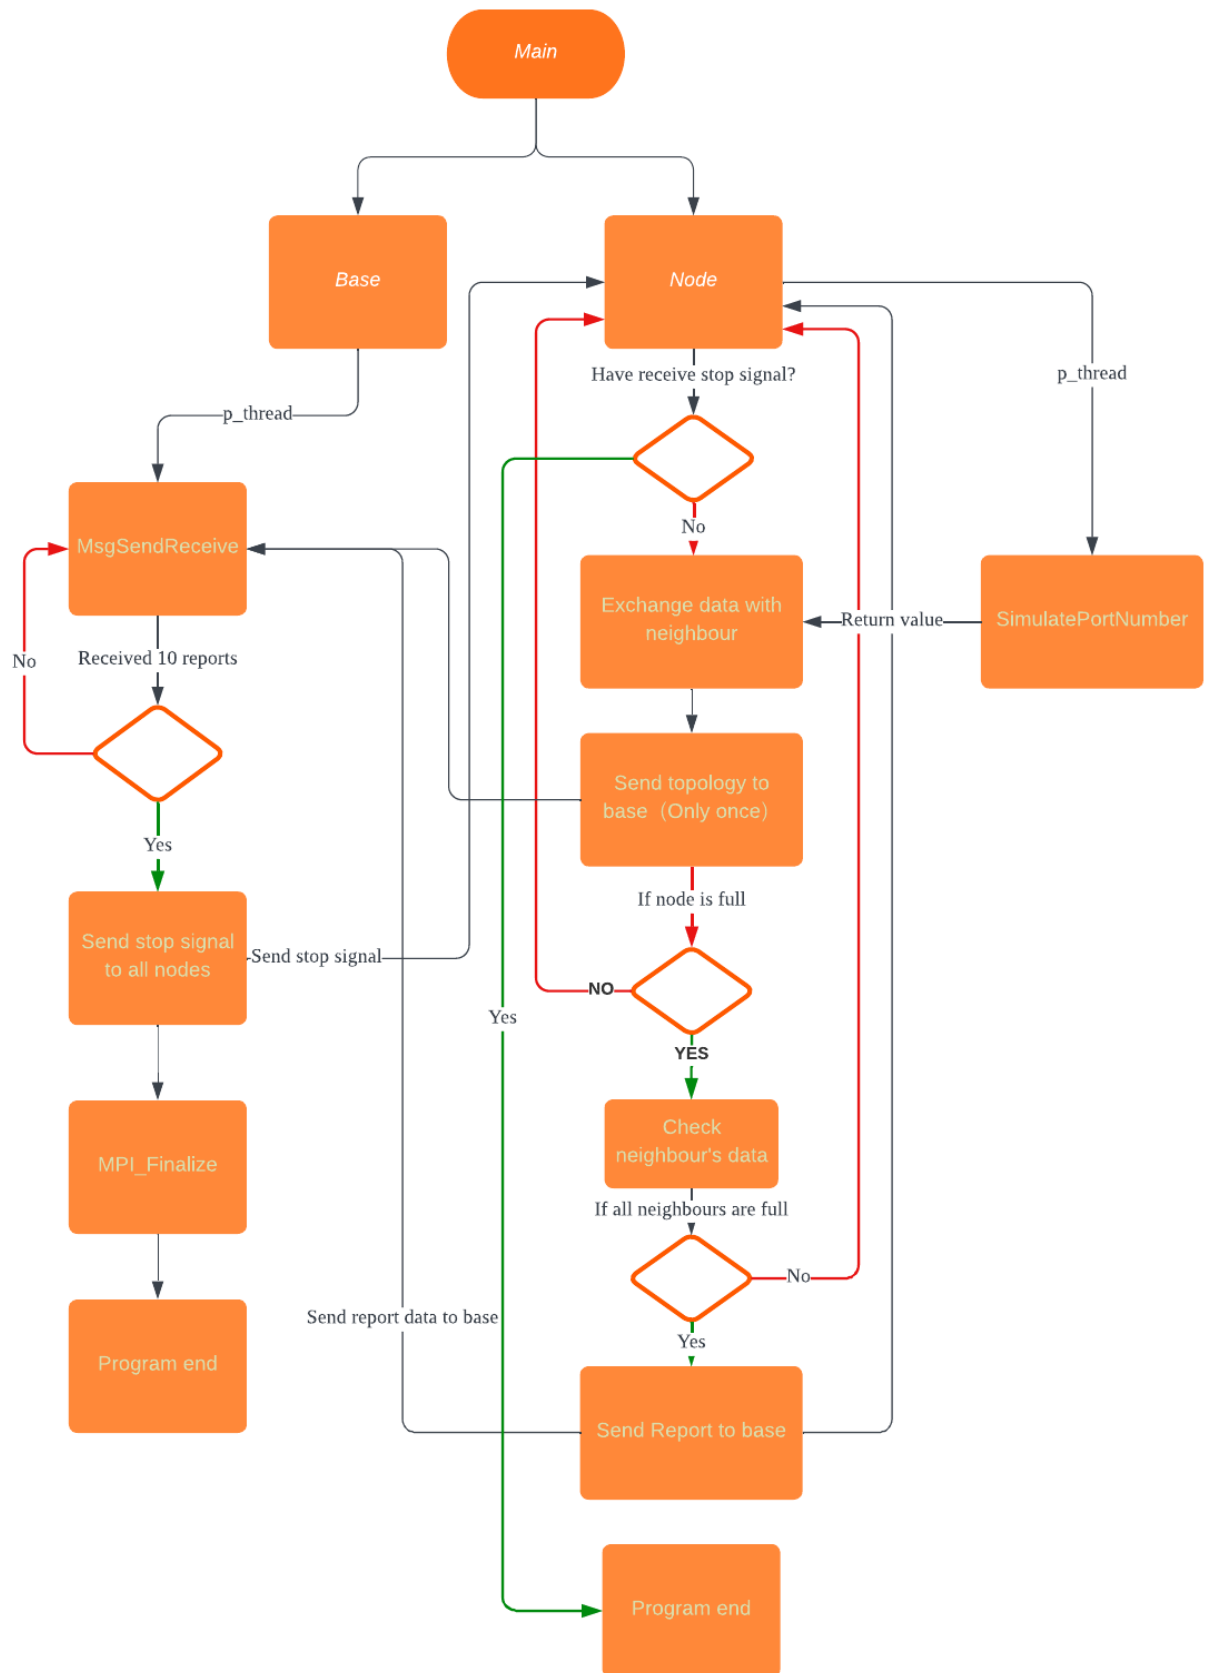 Main
Base
Node
Have receive stop signal?
p_thread
p_thread
MsgSendReceive
No
Exchange data with
neighbour
Return value
SimulatePortNumber
No
Received 10 reports
Send topology to
base（Only once）
Yes
If node is full
Send stop signal
to all nodes
Send stop signal
NO
Yes
YES
Check
neighbour's data
MPI_Finalize
If all neighbours are full
No
Send report data to base
Yes
Program end
Send Report to base
Program end